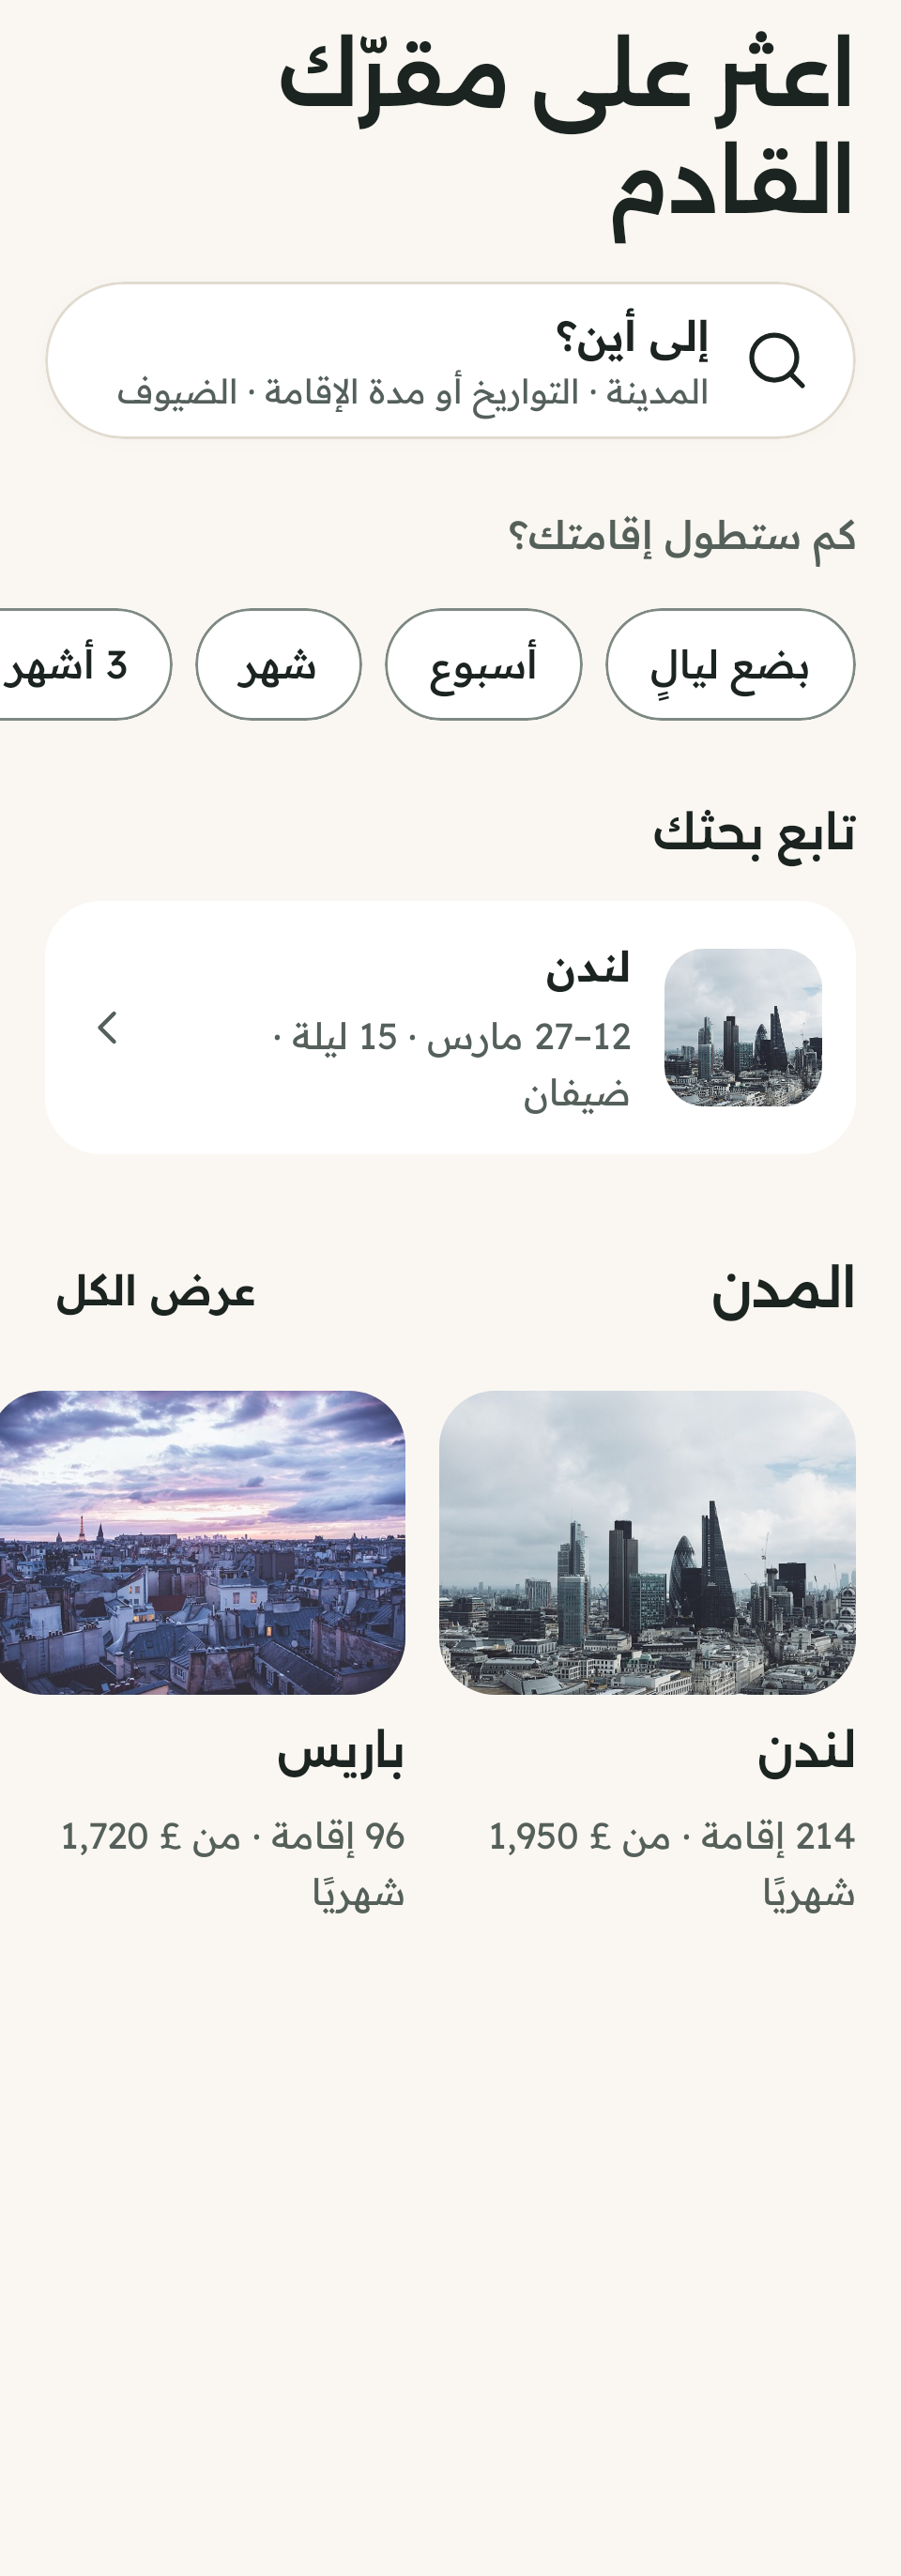 اعثر على مقرّك
القادم
إلى أين؟
المدينة · التواريخ أو مدة الإقامة · الضيوف
كم ستطول إقامتك؟
بضع ليالٍ
أسبوع
شهر
3 أشهر
تابع بحثك
لندن
12–27 مارس · 15 ليلة ·
ضيفان
المدن
عرض الكل
لندن
214 إقامة · من £ 1,950
شهريًا
باريس
96 إقامة · من £ 1,720
شهريًا